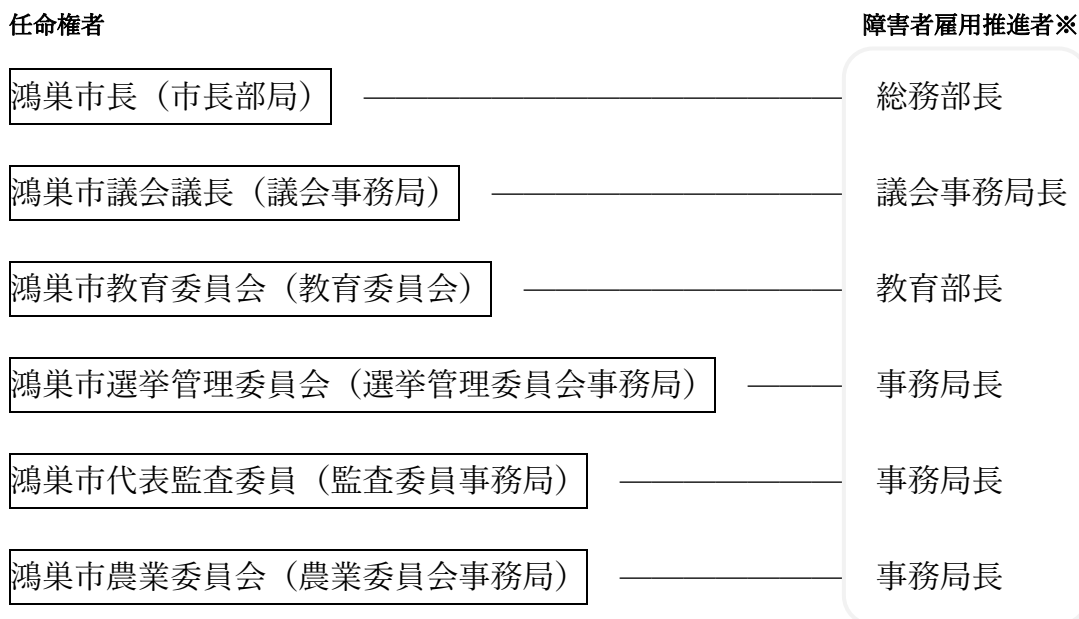 任命権者 障害者雇用推進者※
鴻巣市長（市長部局） 総務部長
鴻巣市議会議長（議会事務局） 議会事務局長
鴻巣市教育委員会（教育委員会） 教育部長
鴻巣市選挙管理委員会（選挙管理委員会事務局） 事務局長
鴻巣市代表監査委員（監査委員事務局） 事務局長
鴻巣市農業委員会（農業委員会事務局） 事務局長